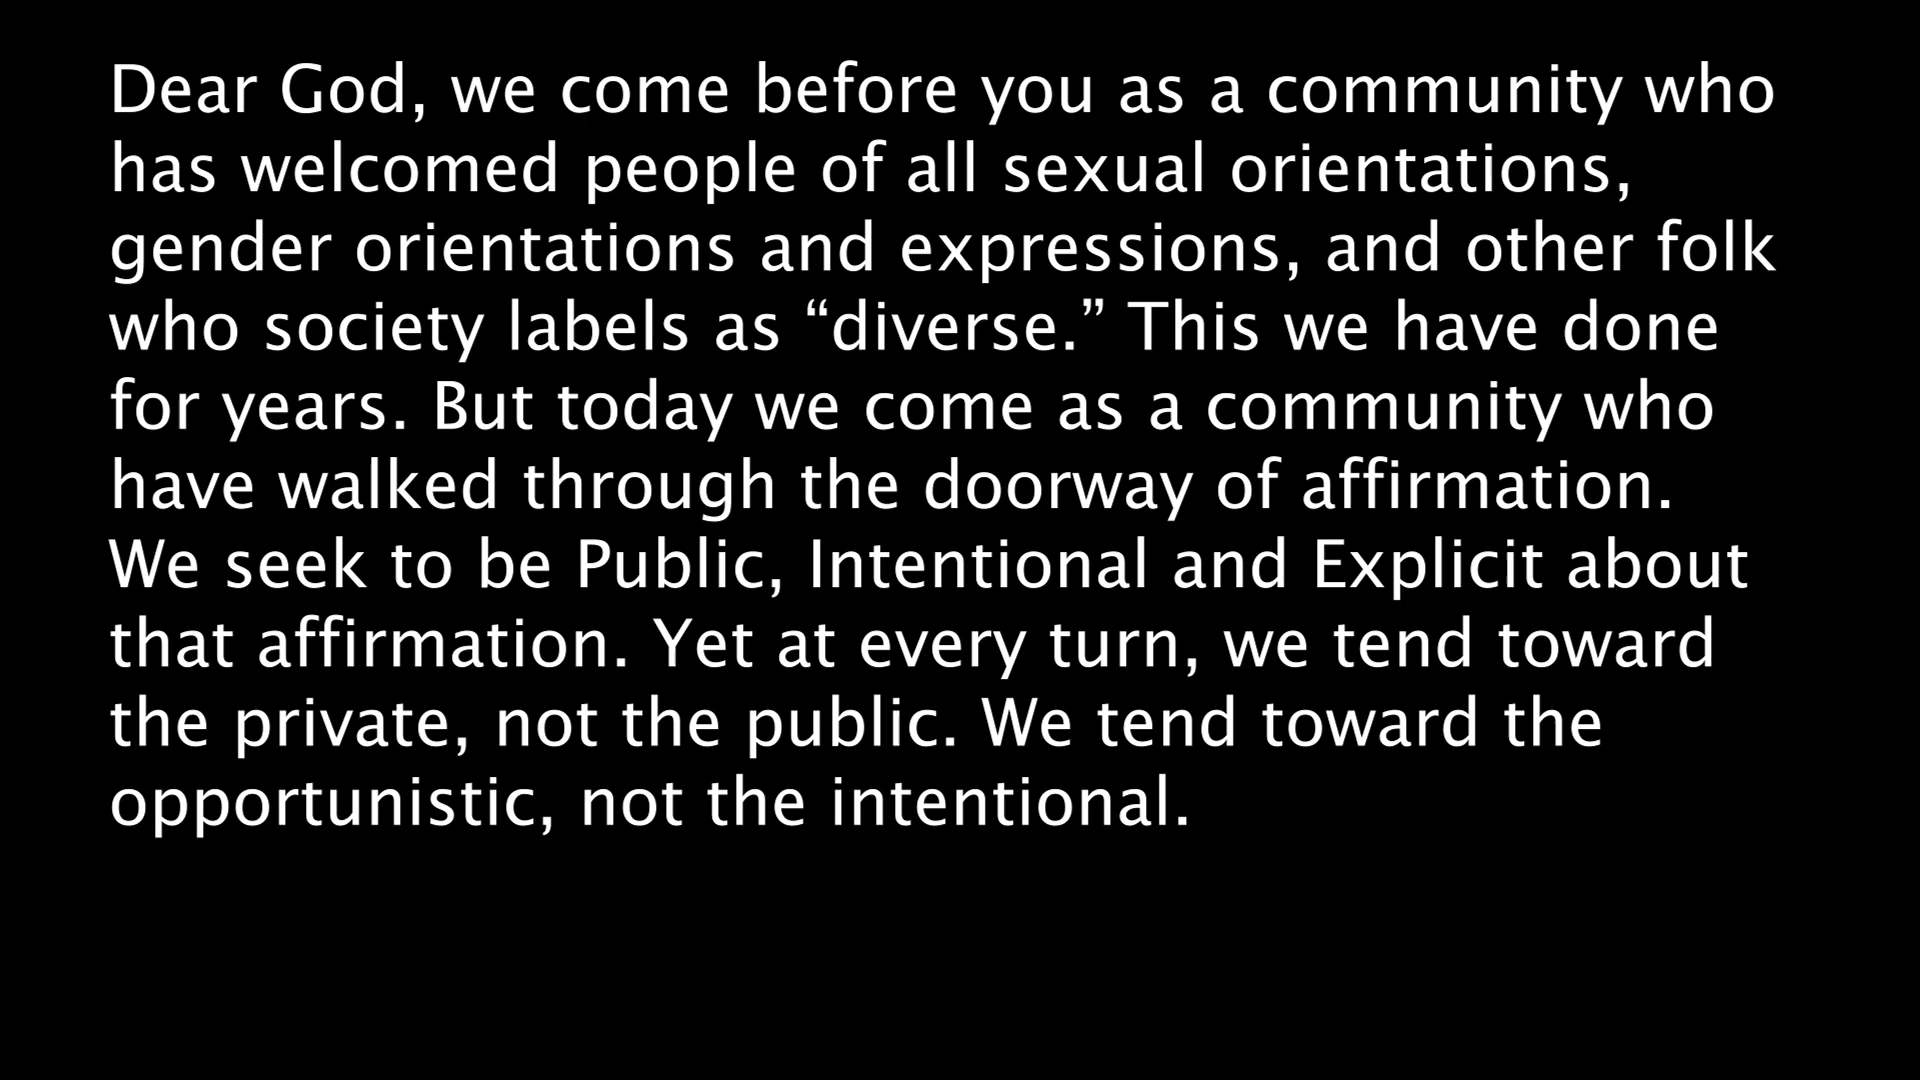 Dear God, we come before you as a community who
has welcomed people of all sexual orientations,
gender orientations and expressions, and other folk
who society labels as “diverse.” This we have done
for years. But today we come as a community who
have walked through the doorway of affirmation.
We seek to be Public, Intentional and Explicit about
that affirmation. Yet at every turn, we tend toward
the private, not the public. We tend toward the
opportunistic, not the intentional.